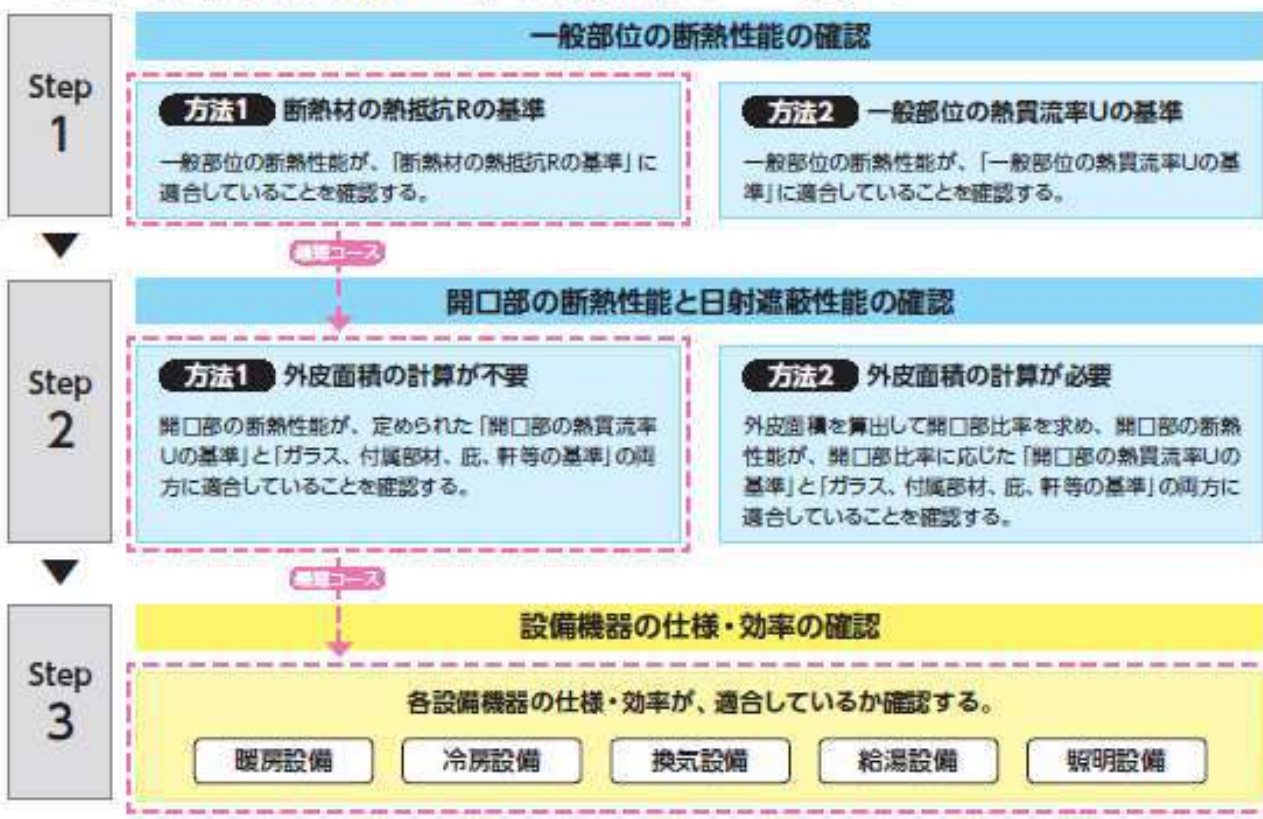 Step
1
一般部位の断熱性能の確認
方法1 断熱材の熱抵抗Rの基準
一般部位の断熱性能が、「断熱材の熱抵抗Rの基準」に
適合していることを確認する。
方法2 一般部位の熱貫流率Uの基準
一般部位の断熱性能が、「一般部位の熱貫流率Uの基
準」に適合していることを確認する。
最短コース
Step
2
開口部の断熱性能と日射遮蔽性能の確認
方法1 外皮面積の計算が不要
開口部の断熱性能が、定められた「開口部の熱貫流率
Uの基準」と「ガラス、付属部材、庇、軒等の基準」の両
方に適合していることを確認する。
方法2 外皮面積の計算が必要
外皮面積を算出して開口部比率を求め、開口部の断熱
性能が、開口部比率に応じた「開口部の熱貫流率Uの
基準」と「ガラス、付属部材、庇、軒等の基準」の両方に
適合していることを確認する。
最短コース
Step
3
設備機器の仕様・効率の確認
各設備機器の仕様・効率が、適合しているか確認する。
暖房設備
冷房設備
換気設備
給湯設備
照明設備